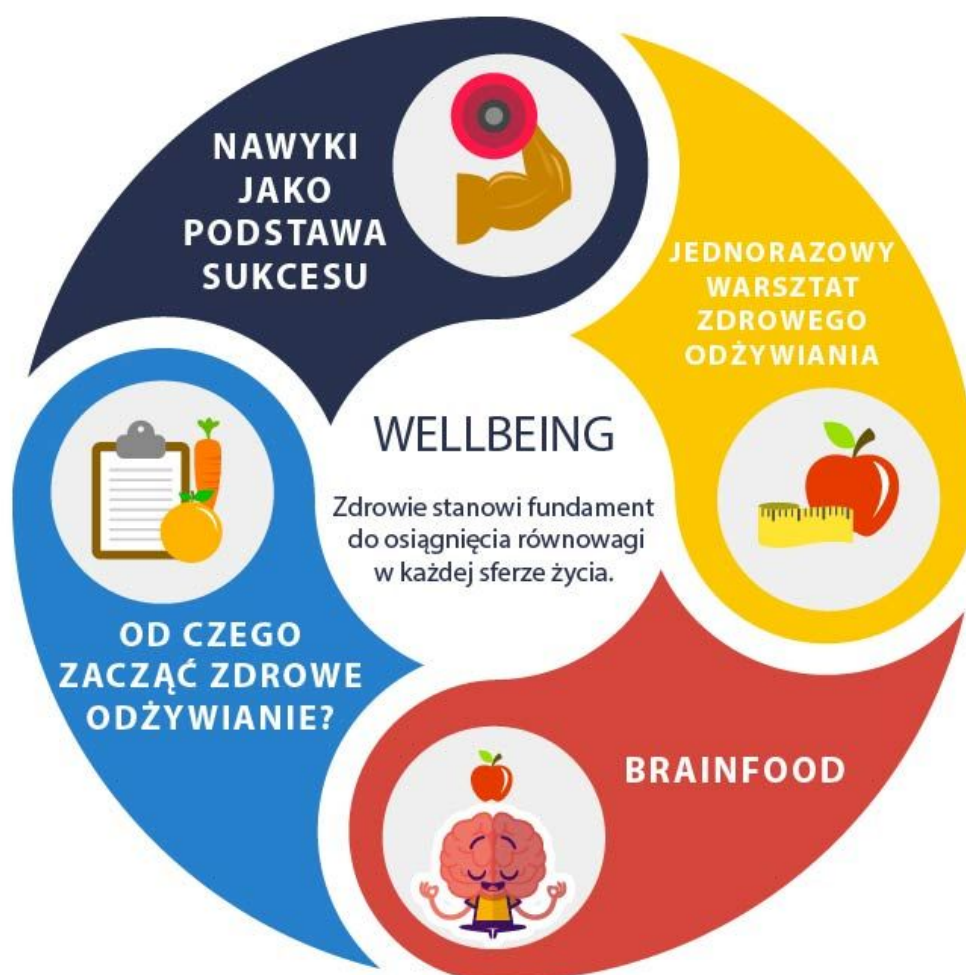 NAWYKI
JAKO
PODSTAWA
SUKCESU
JEDNORAZOWY
WARSZTAT
ZDROWEGO
ODŻYWIANIA
WELLBEING
Zdrowie stanowi fundament
do osiągnięcia równowagi
w każdej sferze życia.
OD CZEGO
ZACZĄĆ ZDROWE
ODŻYWIANIE?
BRAINFOOD